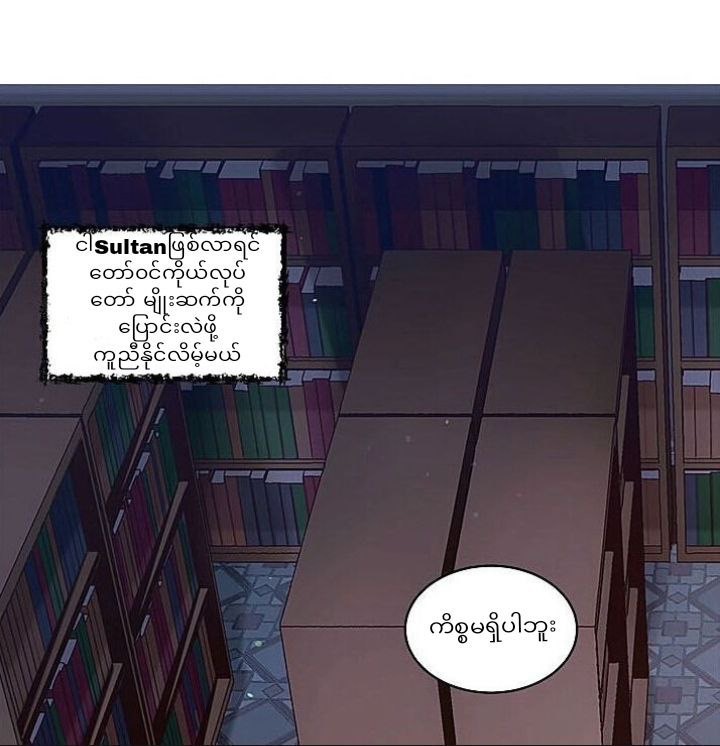 ငါSultanဖြစ်လာရင်
တော်ဝင်ကိုယ်လုပ်
တော် မျိုးဆက်ကို
ပြောင်းလဲဖို့
ကူညီနိုင်လိမ့်မယ်
ကိစ္စမရှိပါဘူး